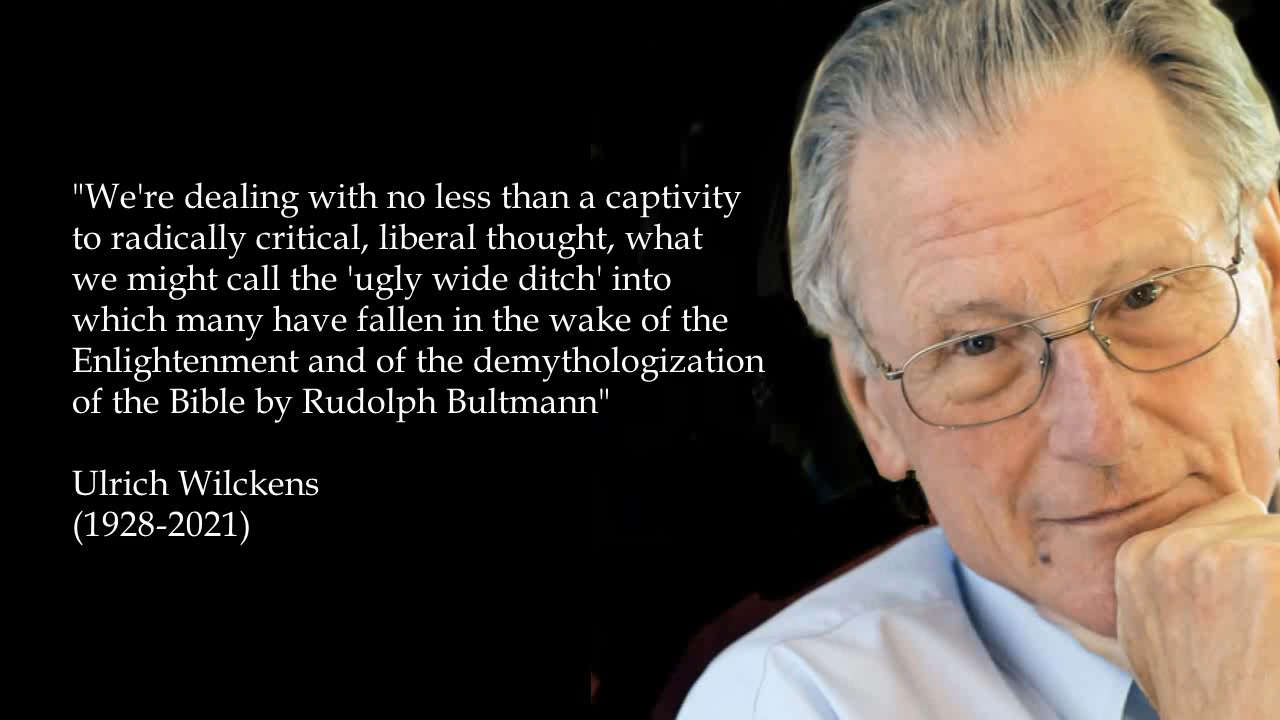 "We're dealing with no less than a captivity
to radically critical, liberal thought, what
we might call the 'ugly wide ditch' into
which many have fallen in the wake of the
Enlightenment and of the demythologization
of the Bible by Rudolph Bultmann"
Ulrich Wilckens
(1928-2021)